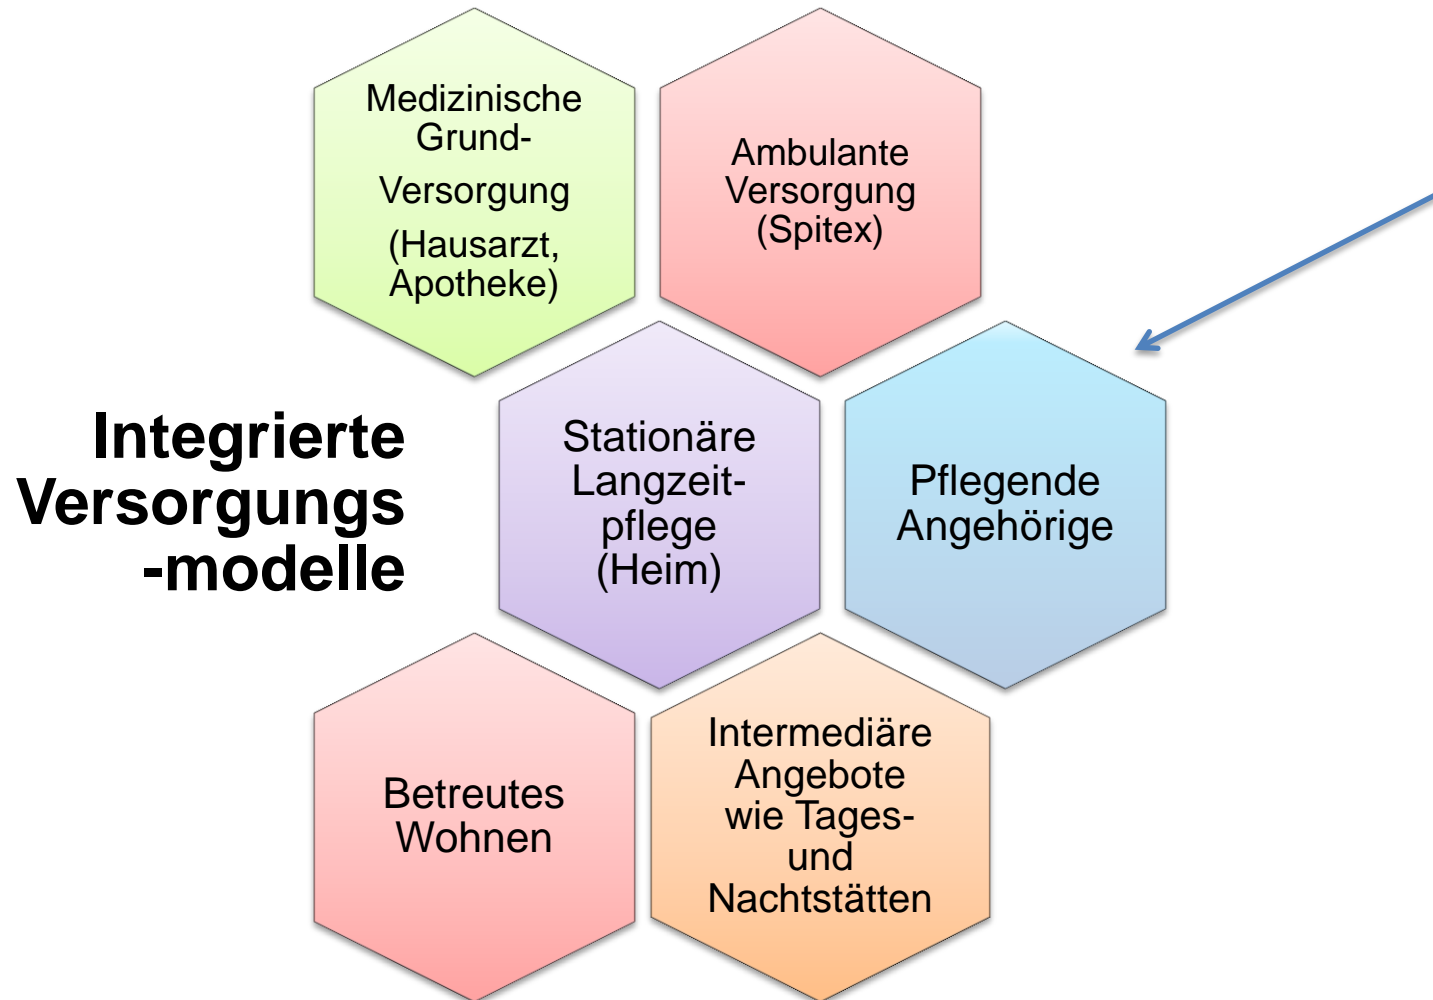 Medizinische
Grund-
Versorgung
(Hausarzt,
Apotheke)
Ambulante
Versorgung
(Spitex)
Integrierte
Versorgungs
-modelle
Stationäre
Langzeit-
pflege
(Heim)
Pflegende
Angehörige
Betreutes
Wohnen
Intermediäre
Angebote
wie Tages-
und
Nachtstätten